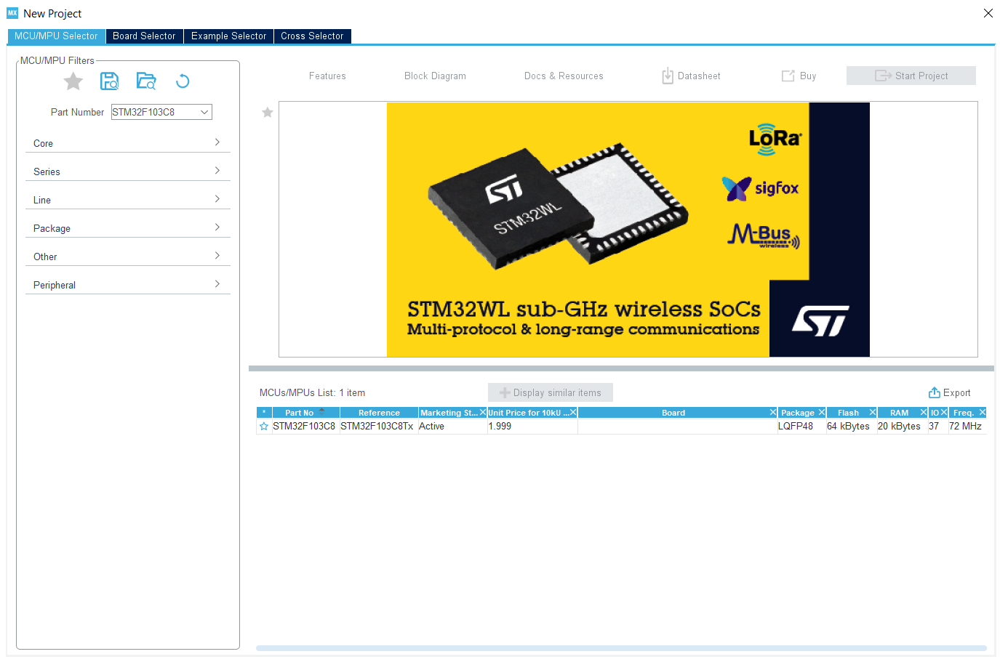 MX New Project
MCU/MPU Selector Board Selector Example Selector Cross Selector
MCU/MPU Filters
Part Number STM32F103C8
Core
Series
Line
Package
Other
Peripheral
Features Block Diagram Docs & Resources Datasheet Buy Start Project
ST
STM32WL
LoRa®
sigfox
M-Bus
wireless
STM32WL sub-GHz wireless SoCs
Multi-protocol & long-range communications
ST
MCUs/MPUs List: 1 item Display similar items Export
* Part No Reference Marketing St... Unit Price for 10kU ... Board Package Flash RAM IO Freq.
STM32F103C8 STM32F103C8Tx Active 1.999 LQFP48 64 kBytes 20 kBytes 37 72 MHz